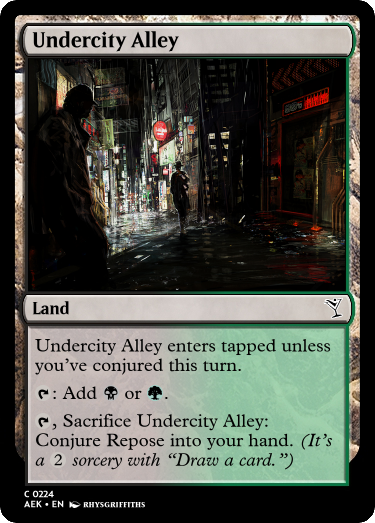 Undercity Alley
Land
Undercity Alley enters tapped unless
you've conjured this turn.
: Add or .
, Sacrifice Undercity Alley:
Conjure Repose into your hand. (It's
a 2 sorcery with “Draw a card.”)
C 0224
AEK • EN RHYSGRIFFITHS